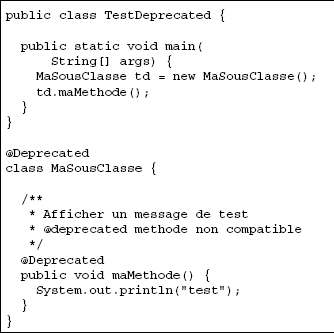 public class TestDeprecated {
public static void main(
String[] args) {
MaSousClasse td = new MaSousClasse();
td.maMethode();
}
}
@Deprecated
class MaSousClasse {
/**
* Afficher un message de test
* @deprecated methode non compatible
*/
@Deprecated
public void maMethode() {
System.out.println("test");
}
}